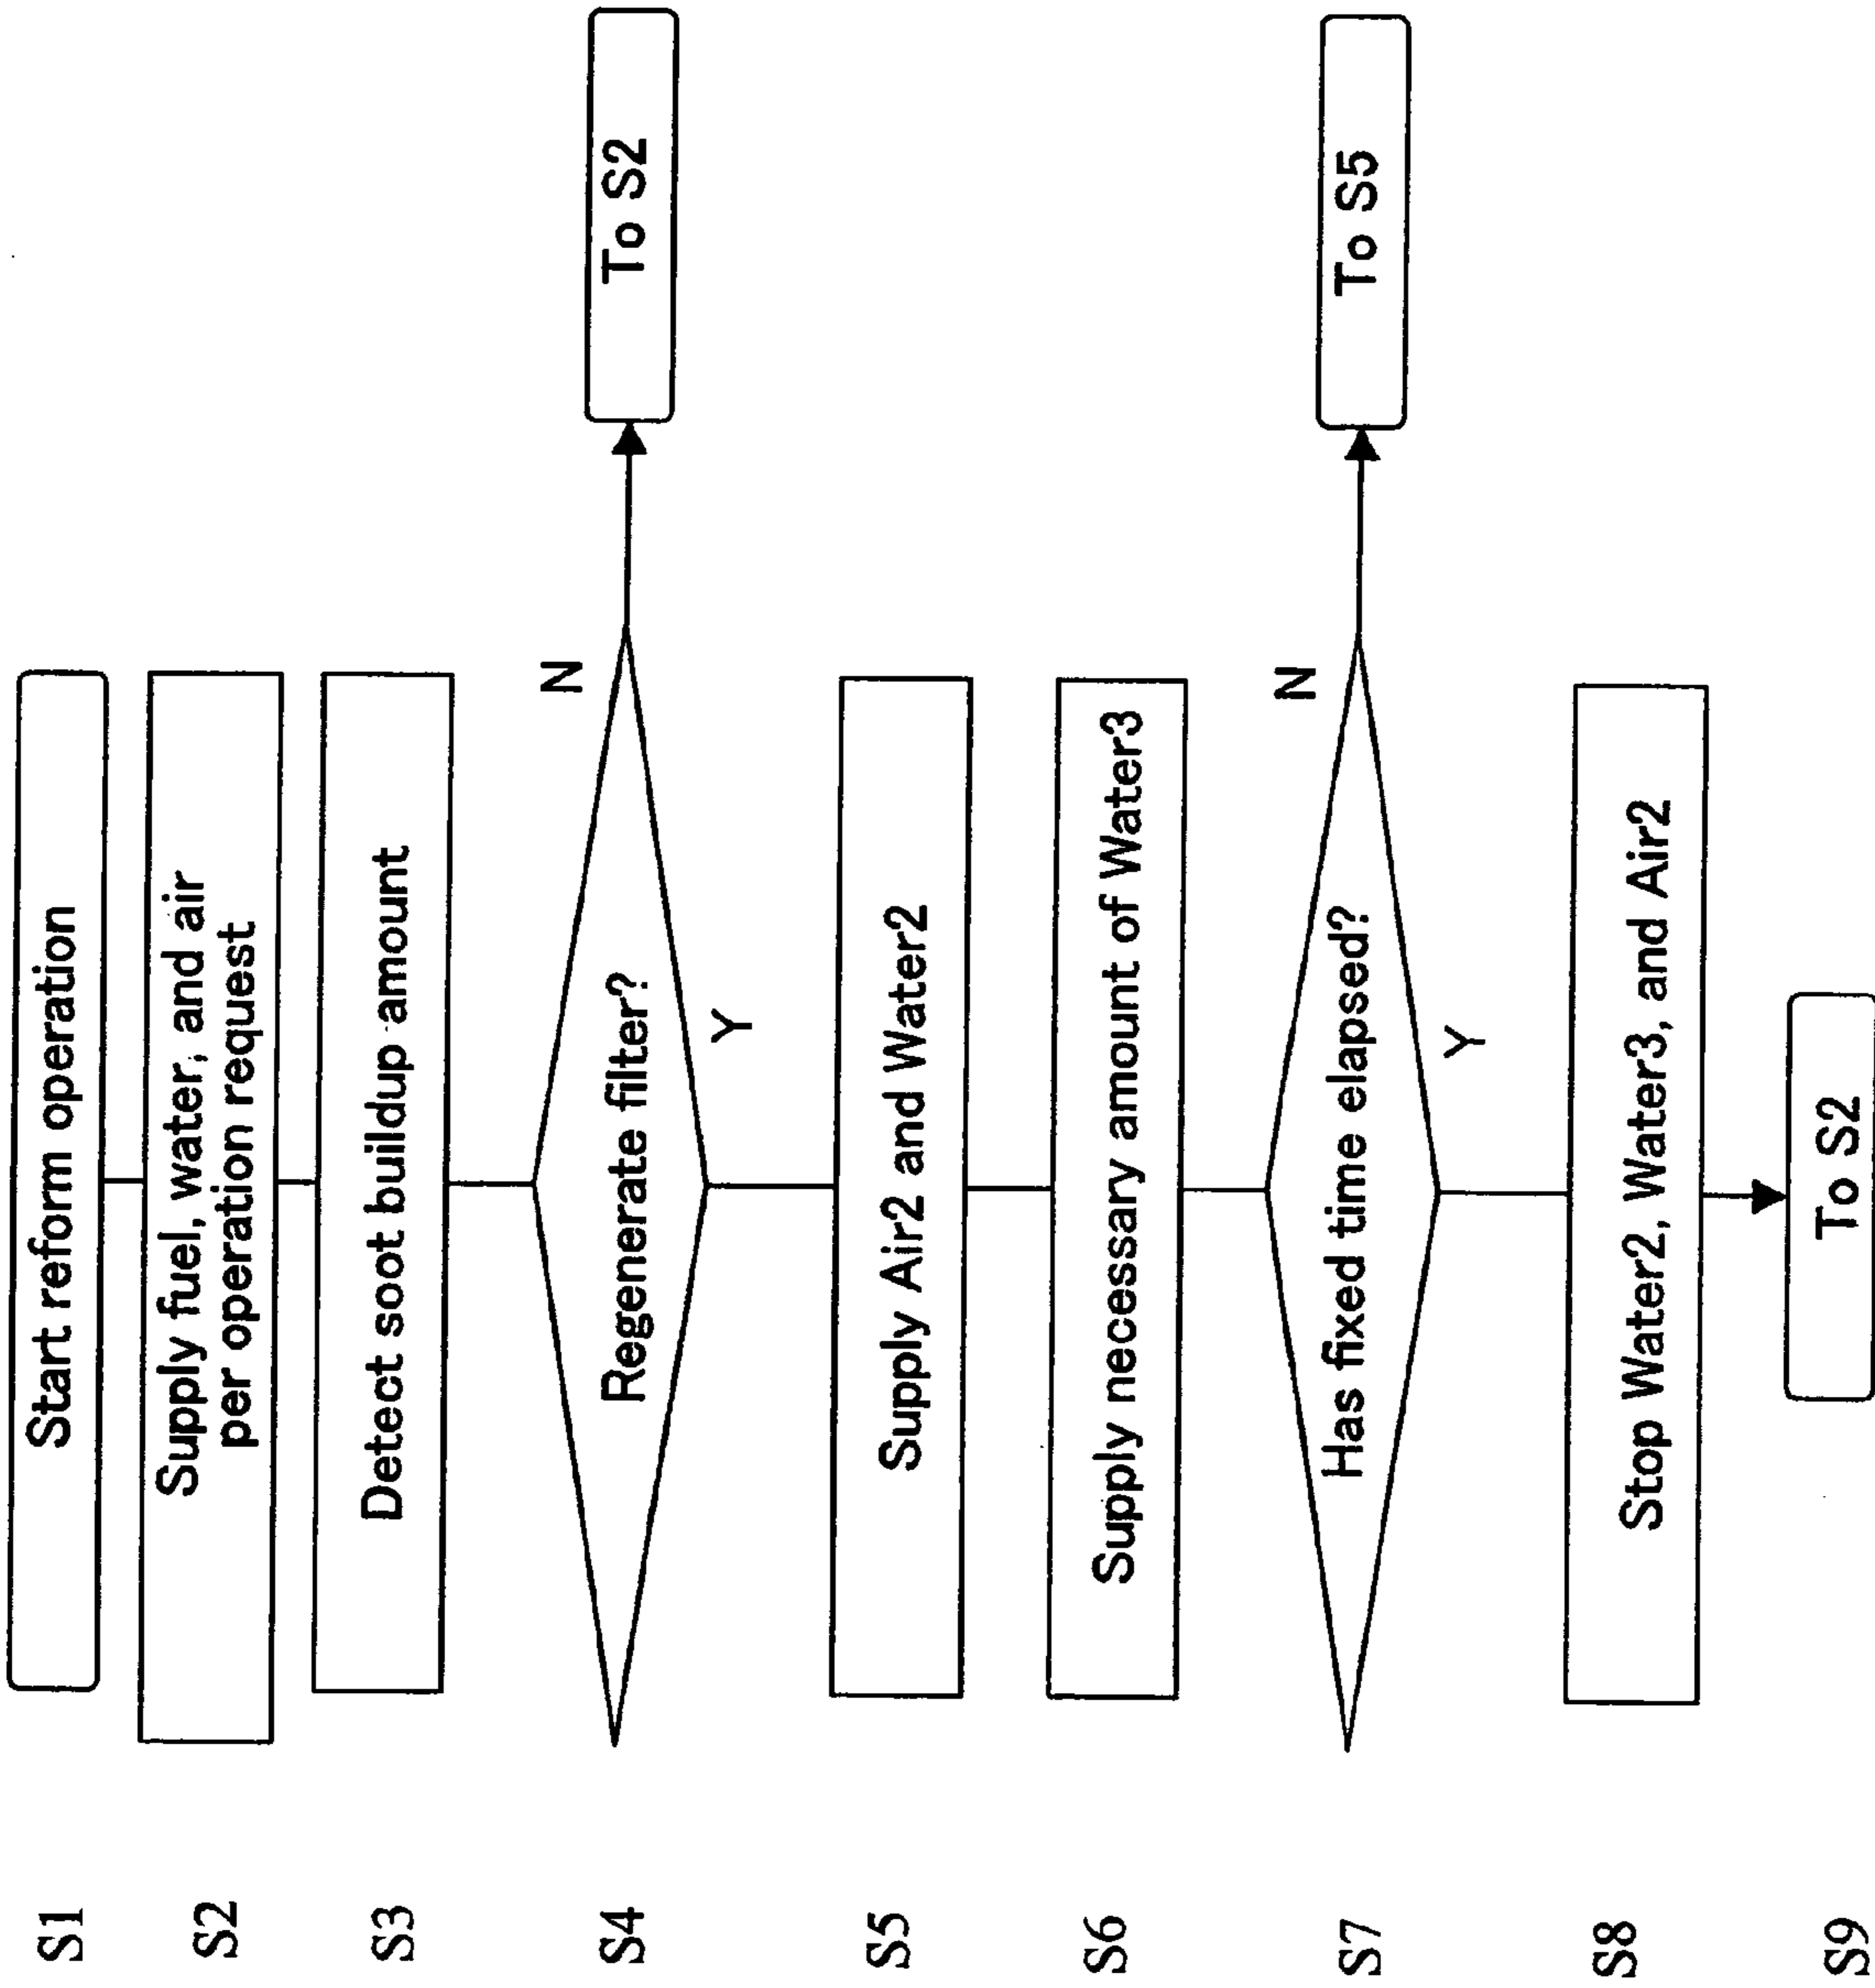 S1
Start reform operation
S2
Supply fuel, water, and air
per operation request
S3
Detect soot buildup amount
S4
Regenerate filter?
N
To S2
Y
S5
Supply Air2 and Water2
S6
Supply necessary amount of Water3
S7
Has fixed time elapsed?
N
To S5
Y
S8
Stop Water2, Water3, and Air2
S9
To S2